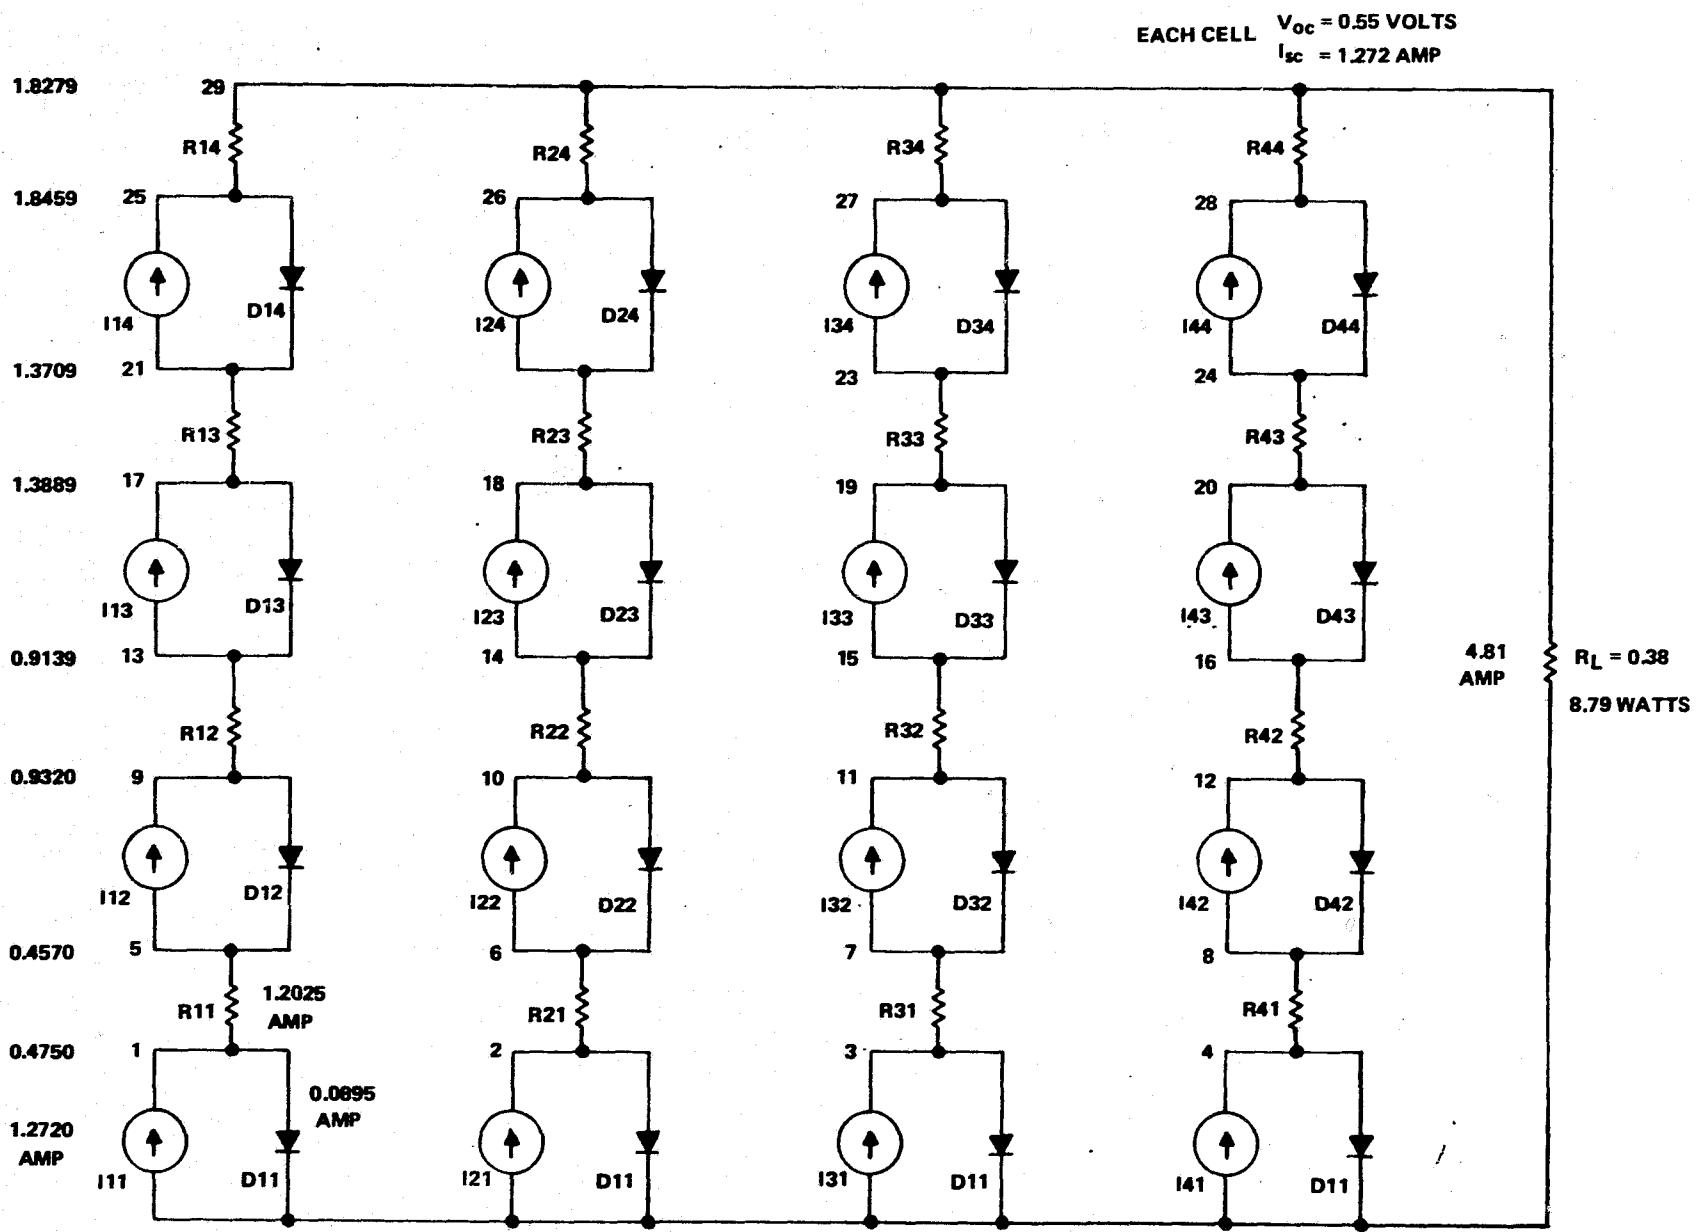 EACH CELL Voc = 0.55 VOLTS
Isc = 1.272 AMP
1.8279 29
R14 R24 R34 R44
1.8459 25 26 27 28
I14 D14 I24 D24 I34 D34 I44 D44
1.3709 21 23 24
R13 R23 R33 R43
1.3889 17 18 19 20
I13 D13 I23 D23 I33 D33 I43 D43
0.9139 13 14 15 16
4.81 AMP
RL = 0.38
8.79 WATTS
R12 R22 R32 R42
0.9320 9 10 11 12
I12 D12 I22 D22 I32 D32 I42 D42
0.4570 5 6 7 8
R11 1.2025 AMP R21 R31 R41
0.4750 1 2 3 4
0.0895 AMP
1.2720 AMP
I11 D11 I21 D11 I31 D11 I41 D11